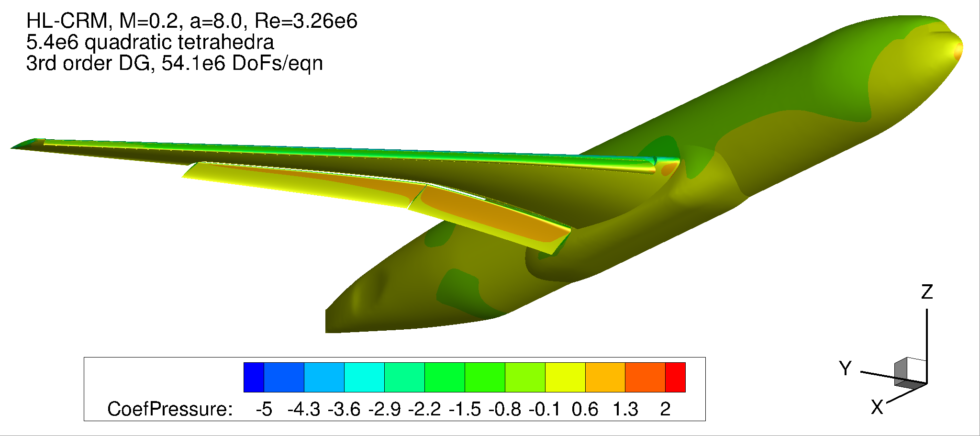 HL-CRM, M=0.2, a=8.0, Re=3.26e6
5.4e6 quadratic tetrahedra
3rd order DG, 54.1e6 DoFs/eqn
Z
Y
X
CoefPressure: -5 -4.3 -3.6 -2.9 -2.2 -1.5 -0.8 -0.1 0.6 1.3 2